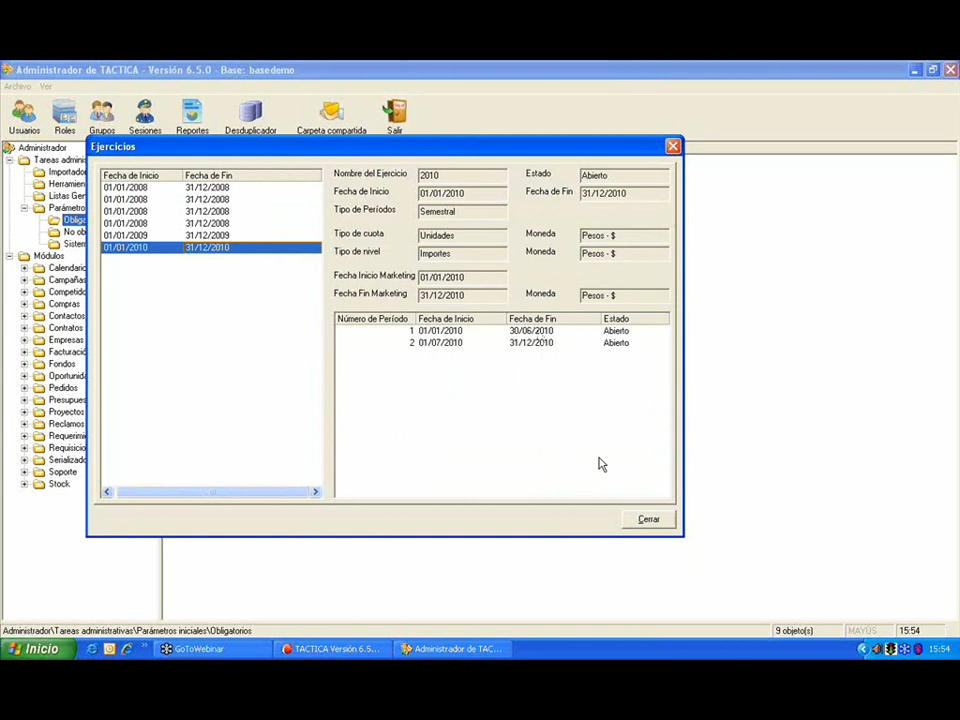 Administrador de TACTICA - Versión 6.5.0 - Base: basedemo
Archivo Ver
Usuarios Roles Grupos Sesiones Reportes Desduplicador Carpeta compartida Salir
Administrador
Tareas admini
Importador
Herramien
Listas Gen
Parámetro
Obliga
No ob
Sistem
Módulos
Calendario
Campañas
Competido
Compras
Contactos
Contratos
Empresas
Facturació
Fondos
Oportunida
Pedidos
Presupues
Proyectos
Reclamos
Requerimie
Requisicio
Serializado
Soporte
Stock
Ejercicios
Fecha de Inicio Fecha de Fin
01/01/2008 31/12/2008
01/01/2008 31/12/2008
01/01/2008 31/12/2008
01/01/2008 31/12/2008
01/01/2009 31/12/2009
01/01/2010 31/12/2010
Nombre del Ejercicio 2010 Estado Abierto
Fecha de Inicio 01/01/2010 Fecha de Fin 31/12/2010
Tipo de Períodos Semestral
Tipo de cuota Unidades Moneda Pesos - $
Tipo de nivel Importes Moneda Pesos - $
Fecha Inicio Marketing 01/01/2010
Fecha Fin Marketing 31/12/2010 Moneda Pesos - $
Número de Período Fecha de Inicio Fecha de Fin Estado
1 01/01/2010 30/06/2010 Abierto
2 01/07/2010 31/12/2010 Abierto
Cerrar
Administrador\Tareas administrativas\Parámetros iniciales\Obligatorios 9 objeto(s) MAYÚS 15:54
Inicio GoToWebinar TACTICA Versión 6.5... Administrador de TAC... 15:54